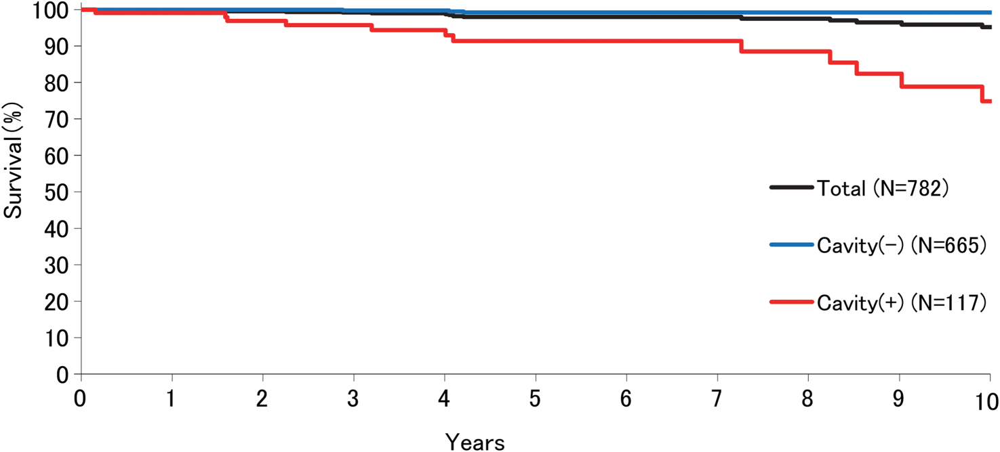 100
90
80
70
60
50
40
30
20
10
0
Survival(%)
Total (N=782)
Cavity(-) (N=665)
Cavity(+) (N=117)
0 1 2 3 4 5 6 7 8 9 10
Years